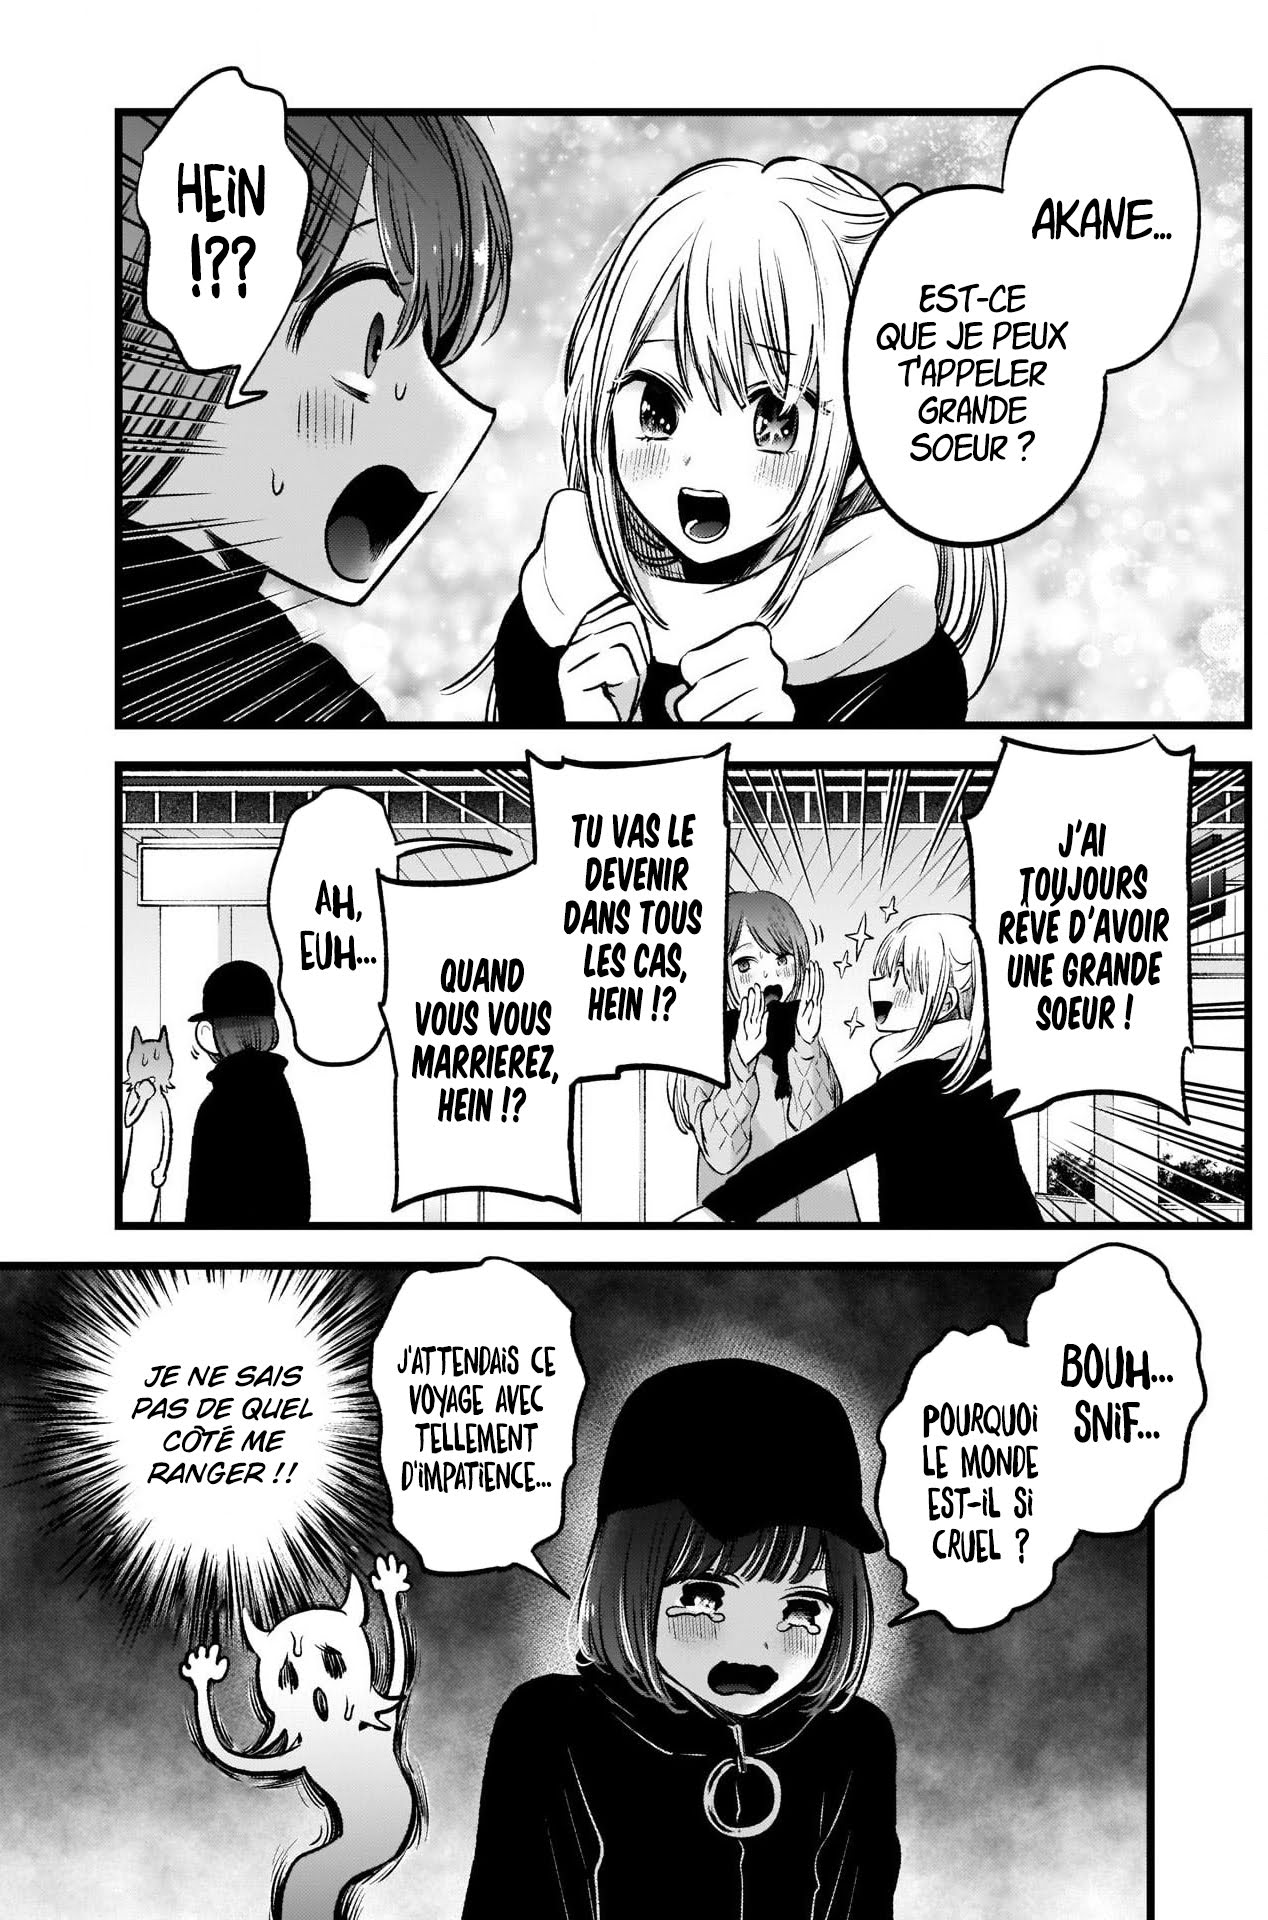 AKANE...
EST-CE
QUE JE PEUX
T'APPELER
GRANDE
SOEUR ?
HEIN
!??
J'AI
TOUJOURS
RÊVÉ D'AVOIR
UNE GRANDE
SOEUR !
TU VAS LE
DEVENIR
DANS TOUS
LES CAS,
HEIN !?
QUAND
VOUS VOUS
MARRIEREZ,
HEIN !?
AH,
EUH...
BOUH...
SNIF...
POURQUOI
LE MONDE
EST-IL SI
CRUEL ?
J'ATTENDAIS CE
VOYAGE AVEC
TELLEMENT
D'IMPATIENCE...
JE NE SAIS
PAS DE QUEL
CÔTÉ ME
RANGER !!